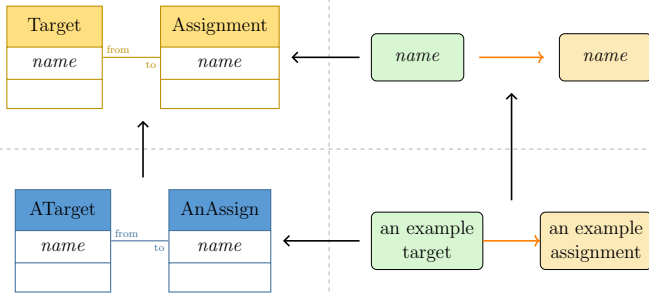 Target
Assignment
name
from
to
name
name
name
ATarget
AnAssign
name
from
to
name
an example
target
an example
assignment